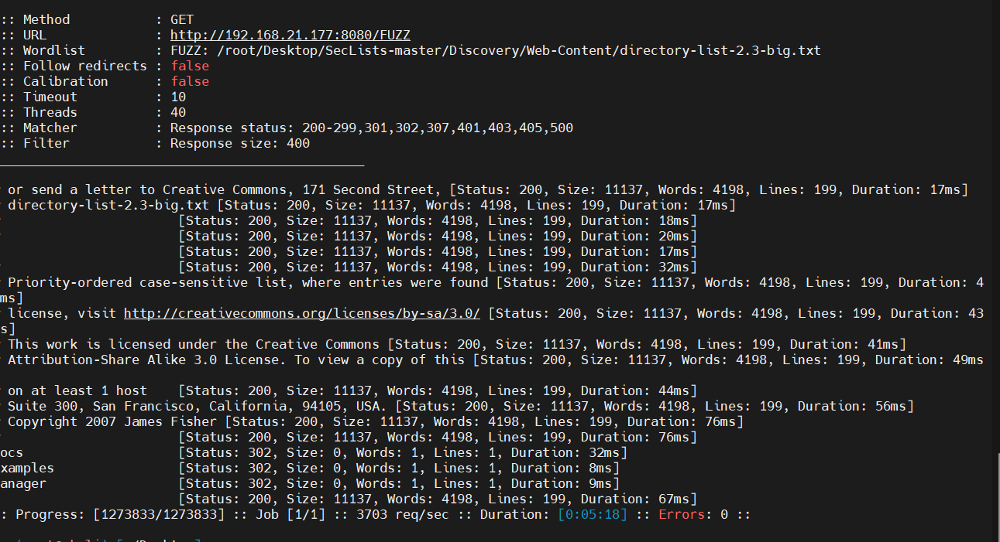 :: Method           : GET
:: URL              : http://192.168.21.177:8080/FUZZ
:: Wordlist         : FUZZ: /root/Desktop/SecLists-master/Discovery/Web-Content/directory-list-2.3-big.txt
:: Follow redirects : false
:: Calibration      : false
:: Timeout          : 10
:: Threads          : 40
:: Matcher          : Response status: 200-299,301,302,307,401,403,405,500
:: Filter           : Response size: 400
_______________________________________________
or send a letter to Creative Commons, 171 Second Street, [Status: 200, Size: 11137, Words: 4198, Lines: 199, Duration: 17ms]
directory-list-2.3-big.txt [Status: 200, Size: 11137, Words: 4198, Lines: 199, Duration: 17ms]
[Status: 200, Size: 11137, Words: 4198, Lines: 199, Duration: 18ms]
[Status: 200, Size: 11137, Words: 4198, Lines: 199, Duration: 20ms]
[Status: 200, Size: 11137, Words: 4198, Lines: 199, Duration: 17ms]
[Status: 200, Size: 11137, Words: 4198, Lines: 199, Duration: 32ms]
Priority-ordered case-sensitive list, where entries were found [Status: 200, Size: 11137, Words: 4198, Lines: 199, Duration: 4
ms]
license, visit http://creativecommons.org/licenses/by-sa/3.0/ [Status: 200, Size: 11137, Words: 4198, Lines: 199, Duration: 43
s]
This work is licensed under the Creative Commons [Status: 200, Size: 11137, Words: 4198, Lines: 199, Duration: 41ms]
Attribution-Share Alike 3.0 License. To view a copy of this [Status: 200, Size: 11137, Words: 4198, Lines: 199, Duration: 49ms
on at least 1 host    [Status: 200, Size: 11137, Words: 4198, Lines: 199, Duration: 44ms]
Suite 300, San Francisco, California, 94105, USA. [Status: 200, Size: 11137, Words: 4198, Lines: 199, Duration: 56ms]
Copyright 2007 James Fisher [Status: 200, Size: 11137, Words: 4198, Lines: 199, Duration: 76ms]
[Status: 200, Size: 11137, Words: 4198, Lines: 199, Duration: 76ms]
ocs                    [Status: 302, Size: 0, Words: 1, Lines: 1, Duration: 32ms]
xamples                [Status: 302, Size: 0, Words: 1, Lines: 1, Duration: 8ms]
anager                 [Status: 302, Size: 0, Words: 1, Lines: 1, Duration: 9ms]
[Status: 200, Size: 11137, Words: 4198, Lines: 199, Duration: 67ms]
: Progress: [1273833/1273833] :: Job [1/1] :: 3703 req/sec :: Duration: [0:05:18] :: Errors: 0 ::